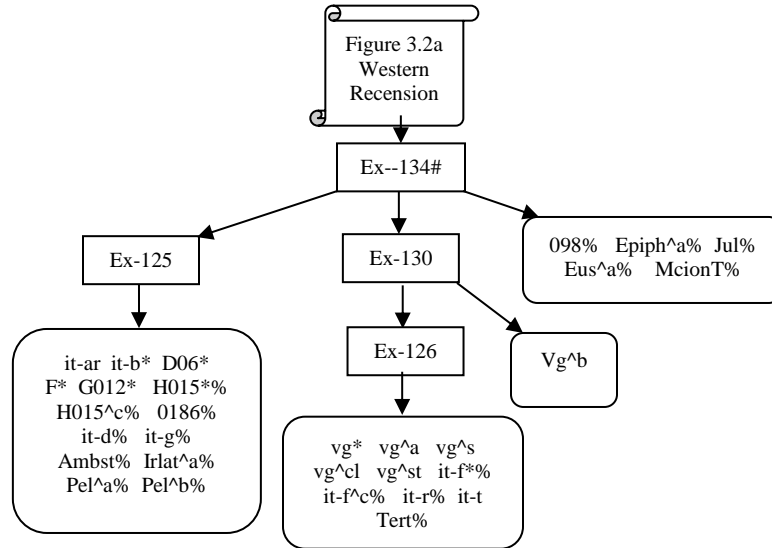 Figure 3.2a
Western
Recension
Ex--134#
Ex-125
Ex-130
098% Epiph^a% Jul%
Eus^a% McionT%
Ex-126
Vg^b
it-ar it-b* D06*
F* G012* H015*%
H015^c% 0186%
it-d% it-g%
Ambst% Irlat^a%
Pel^a% Pel^b%
vg* vg^a vg^s
vg^cl vg^st it-f*%
it-f^c% it-r% it-t
Tert%